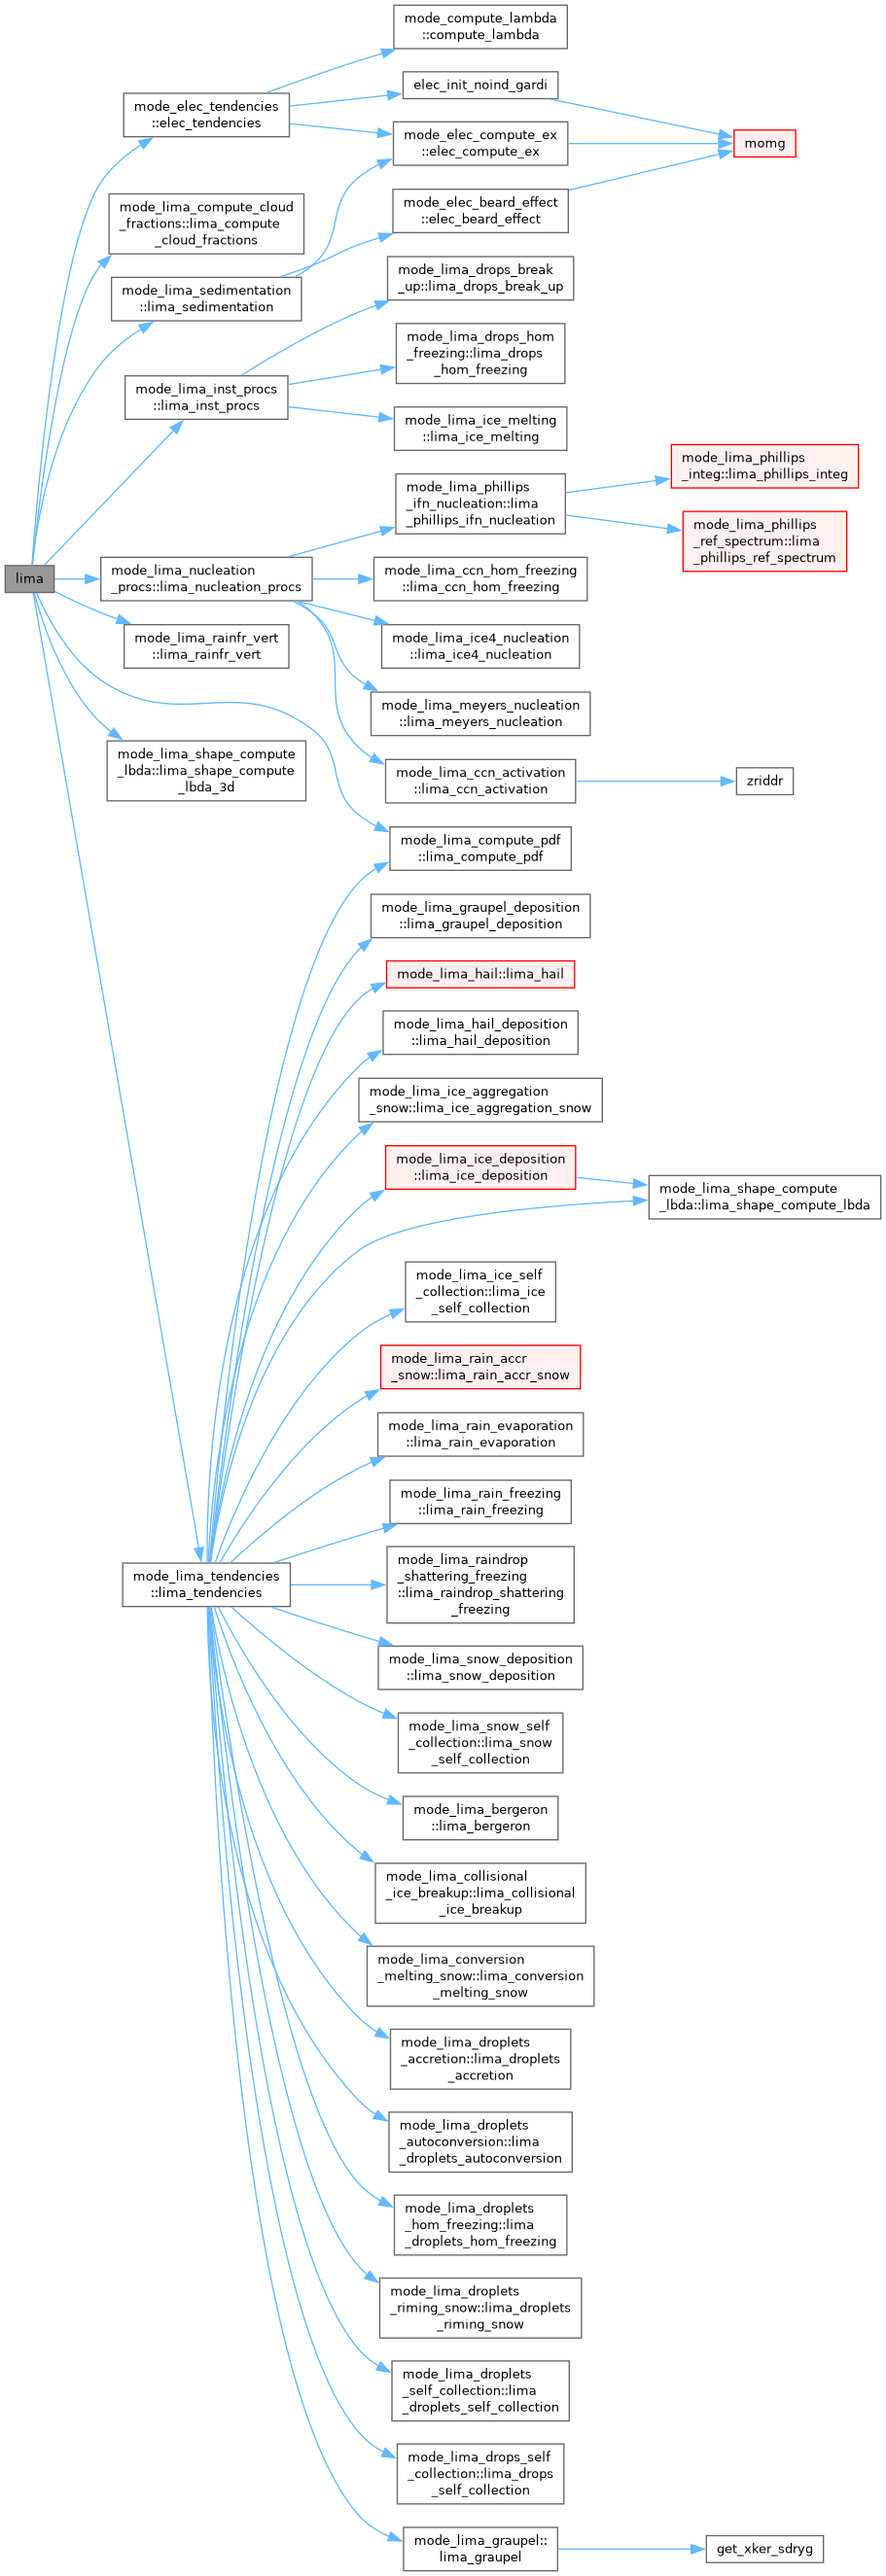 mode_compute_lambda
::compute_lambda
elec_init_noind_gardi
mode_elec_tendencies
::elec_tendencies
mode_elec_compute_ex
::elec_compute_ex
momg
mode_elec_beard_effect
::elec_beard_effect
mode_lima_compute_cloud
_fractions::lima_compute
_cloud_fractions
mode_lima_sedimentation
::lima_sedimentation
mode_lima_drops_break
_up::lima_drops_break_up
mode_lima_drops_hom
_freezing::lima_drops
_hom_freezing
mode_lima_inst_procs
::lima_inst_procs
mode_lima_ice_melting
::lima_ice_melting
mode_lima_phillips
_integ::lima_phillips_integ
mode_lima_phillips
_ifn_nucleation::lima
_phillips_ifn_nucleation
mode_lima_phillips
_ref_spectrum::lima
_phillips_ref_spectrum
lima
mode_lima_nucleation
_procs::lima_nucleation_procs
mode_lima_ccn_hom_freezing
::lima_ccn_hom_freezing
mode_lima_rainfr_vert
::lima_rainfr_vert
mode_lima_ice4_nucleation
::lima_ice4_nucleation
mode_lima_meyers_nucleation
::lima_meyers_nucleation
mode_lima_shape_compute
_lbda::lima_shape_compute
_lbda_3d
mode_lima_ccn_activation
::lima_ccn_activation
zriddr
mode_lima_compute_pdf
::lima_compute_pdf
mode_lima_graupel_deposition
::lima_graupel_deposition
mode_lima_hail::lima_hail
mode_lima_hail_deposition
::lima_hail_deposition
mode_lima_ice_aggregation
_snow::lima_ice_aggregation_snow
mode_lima_ice_deposition
::lima_ice_deposition
mode_lima_shape_compute
_lbda::lima_shape_compute_lbda
mode_lima_ice_self
_collection::lima_ice
_self_collection
mode_lima_rain_accr
_snow::lima_rain_accr_snow
mode_lima_rain_evaporation
::lima_rain_evaporation
mode_lima_rain_freezing
::lima_rain_freezing
mode_lima_tendencies
::lima_tendencies
mode_lima_raindrop
_shattering_freezing
::lima_raindrop_shattering
_freezing
mode_lima_snow_deposition
::lima_snow_deposition
mode_lima_snow_self
_collection::lima_snow
_self_collection
mode_lima_bergeron
::lima_bergeron
mode_lima_collisional
_ice_breakup::lima_collisional
_ice_breakup
mode_lima_conversion
_melting_snow::lima_conversion
_melting_snow
mode_lima_droplets
_accretion::lima_droplets
_accretion
mode_lima_droplets
_autoconversion::lima
_droplets_autoconversion
mode_lima_droplets
_hom_freezing::lima
_droplets_hom_freezing
mode_lima_droplets
_riming_snow::lima_droplets
_riming_snow
mode_lima_droplets
_self_collection::lima
_droplets_self_collection
mode_lima_drops_self
_collection::lima_drops
_self_collection
mode_lima_graupel::
lima_graupel
get_xker_sdryg